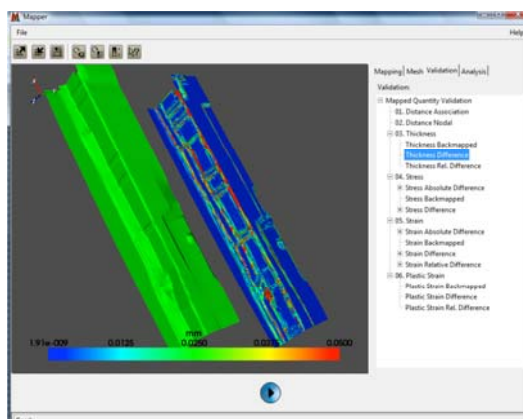 Mapper
File Help
Mapping Mesh Validation Analysis
Validation:
Mapped Quantity Validation
01. Distance Association
02. Distance Nodal
03. Thickness
Thickness Backmapped
Thickness Difference
Thickness Rel. Difference
04. Stress
Stress Absolute Difference
Stress Backmapped
Stress Difference
05. Strain
Strain Absolute Difference
Strain Backmapped
Strain Difference
Strain Relative Difference
06. Plastic Strain
Plastic Strain Backmapped
Plastic Strain Difference
Plastic Strain Rel. Difference
mm
1.91e-009 0.0125 0.0250 0.0375 0.0500